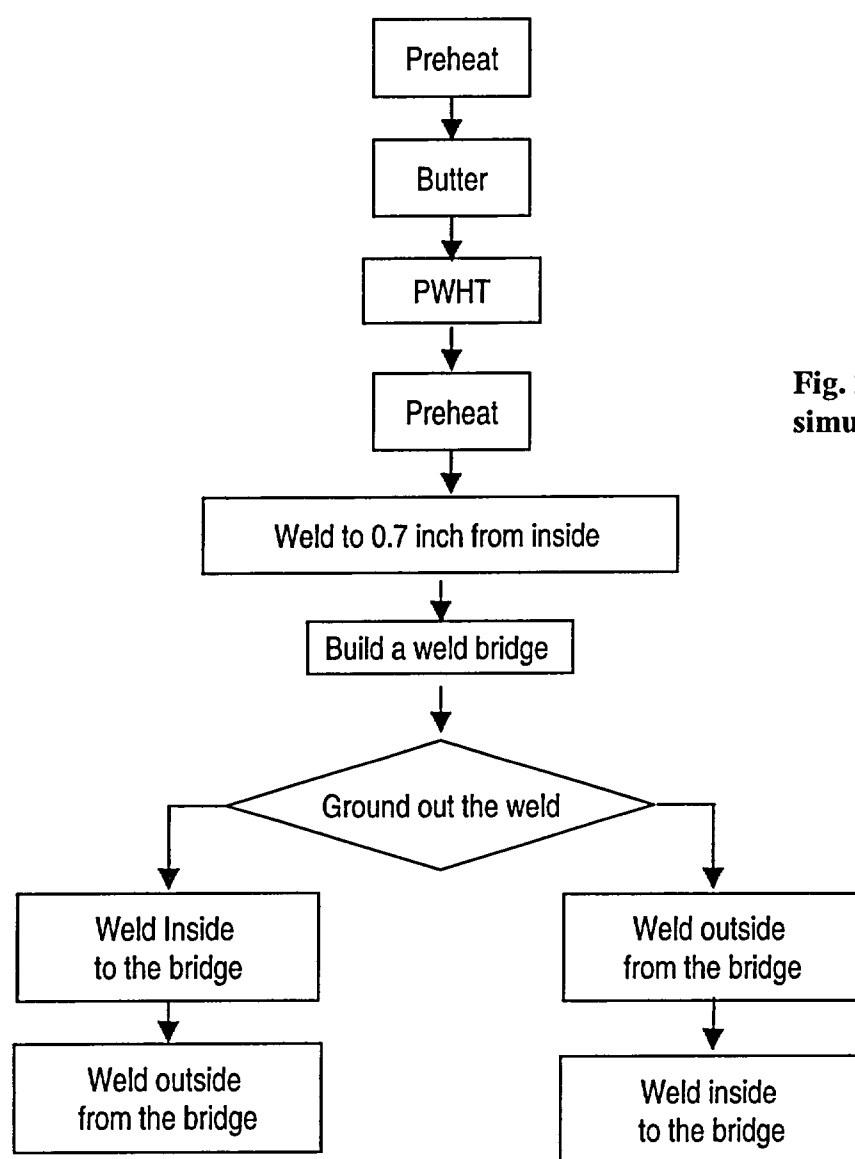 Preheat
Butter
PWHT
Preheat
Fig.
simu
Weld to 0.7 inch from inside
Build a weld bridge
Ground out the weld
Weld Inside
to the bridge
Weld outside
from the bridge
Weld outside
from the bridge
Weld inside
to the bridge